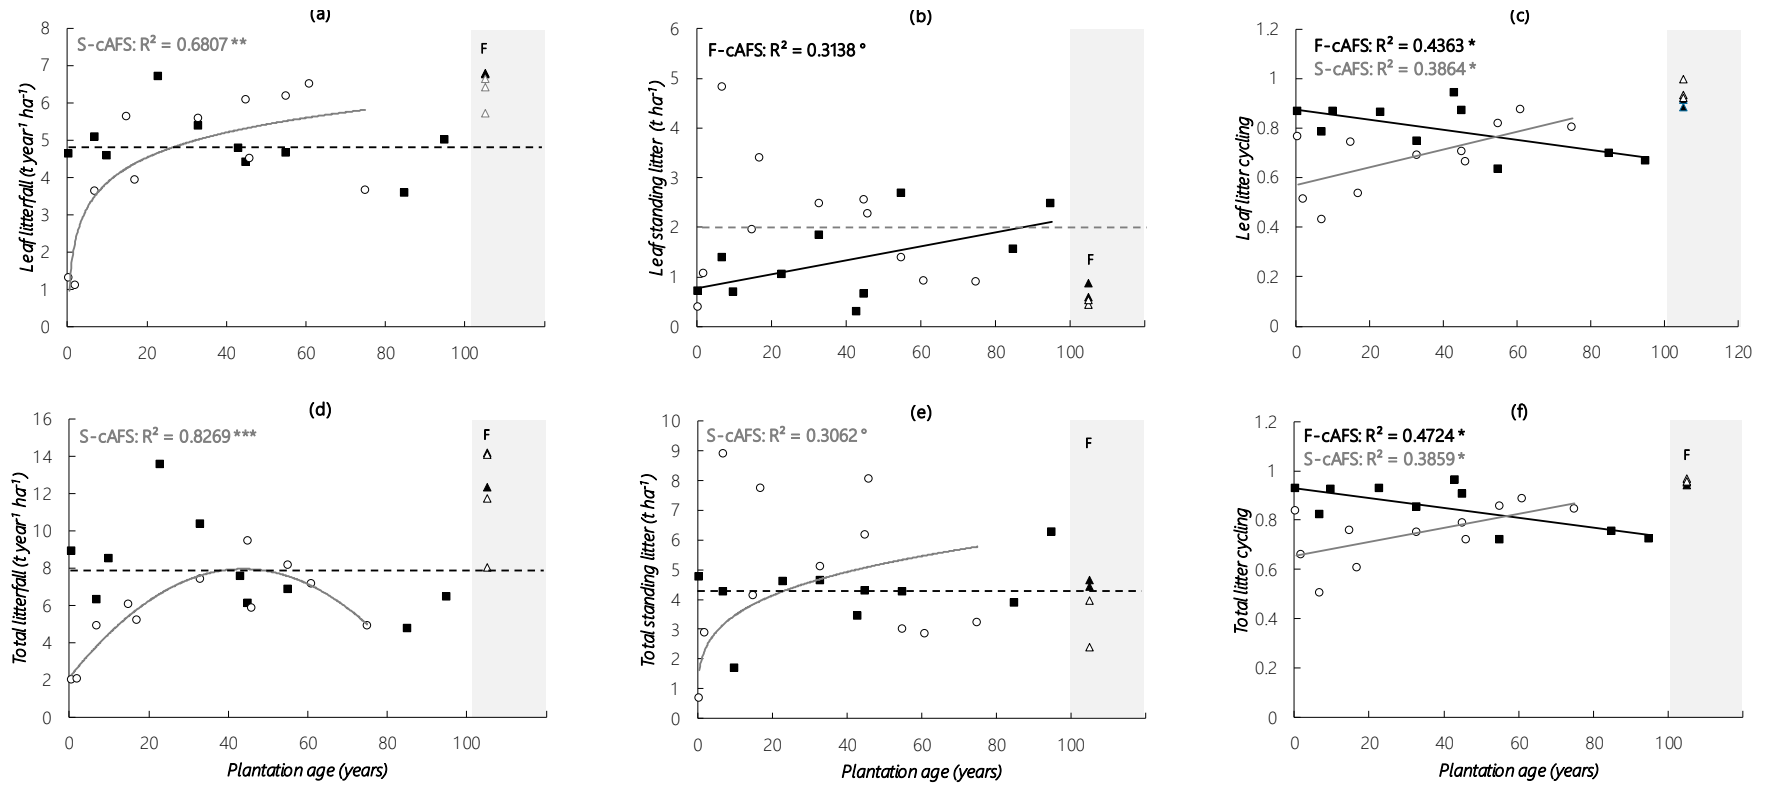 (a)
S-cAFS: R² = 0.6807 **
F
Leaf litterfall (t year¹ ha⁻¹)
8
7
6
5
4
3
2
1
0
0 20 40 60 80 100
(b)
F-cAFS: R² = 0.3138 °
F
Leaf standing litter (t ha⁻¹)
6
5
4
3
2
1
0
0 20 40 60 80 100
(c)
F-cAFS: R² = 0.4363 *
S-cAFS: R² = 0.3864 *
Leaf litter cycling
1.2
1
0.8
0.6
0.4
0.2
0
0 20 40 60 80 100 120
(d)
S-cAFS: R² = 0.8269 ***
F
Total litterfall (t year¹ ha⁻¹)
16
14
12
10
8
6
4
2
0
0 20 40 60 80 100
Plantation age (years)
(e)
S-cAFS: R² = 0.3062 °
F
Total standing litter (t ha⁻¹)
10
9
8
7
6
5
4
3
2
1
0
0 20 40 60 80 100
Plantation age (years)
(f)
F-cAFS: R² = 0.4724 *
S-cAFS: R² = 0.3859 *
F
Total litter cycling
1.2
1
0.8
0.6
0.4
0.2
0
0 20 40 60 80 100
Plantation age (years)